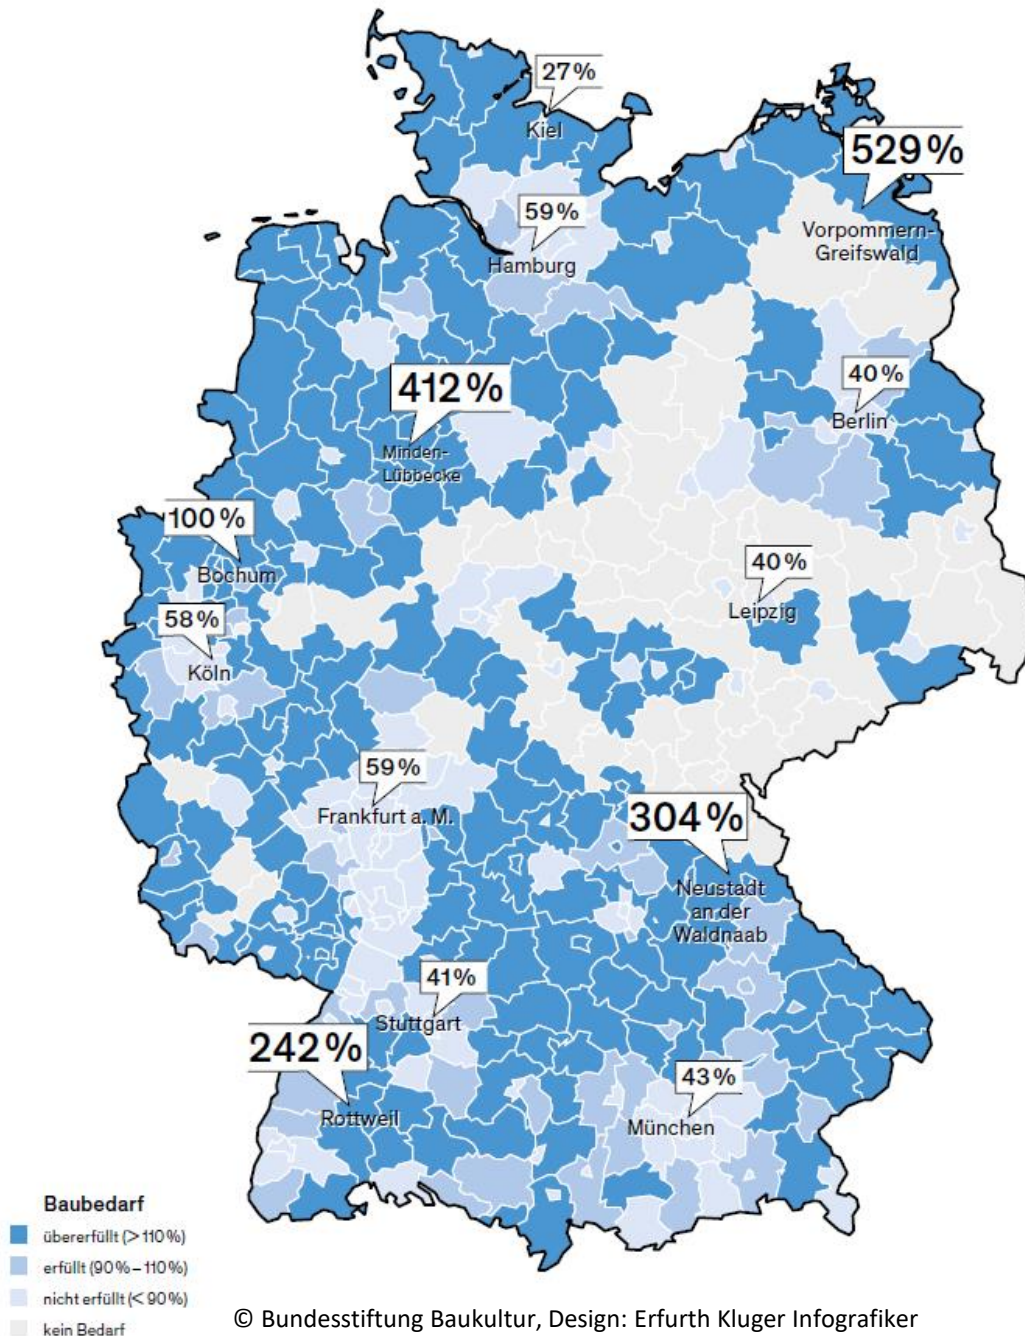 27%
Kiel
529%
59%
Vorpommern-
Greifswald
Hamburg
40%
412%
Berlin
Minden-
Lübbecke
100%
Bochum
40%
58%
Leipzig
Köln
59%
Frankfurt a. M.
304%
Neustadt
an der
Waldnaab
41%
Stuttgart
242%
43%
Rottweil
München
Baubedarf
übererfüllt (> 110%)
erfüllt (90% – 110%)
nicht erfüllt (< 90%)
kein Bedarf
© Bundesstiftung Baukultur, Design: Erfurth Kluger Infografiker